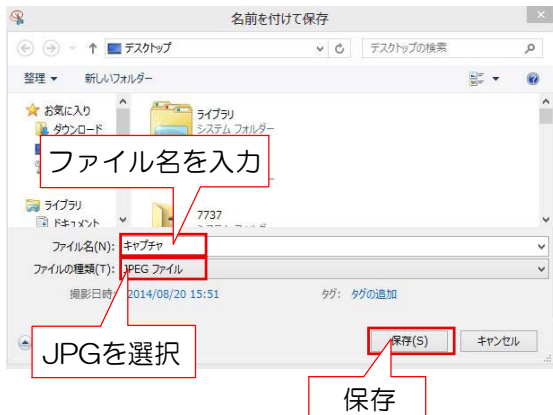 名前を付けて保存
デスクトップ
デスクトップの検索
整理 ▼ 新しいフォルダー
お気に入り
ダウンロード
ライブラリ
システム フォルダー
ファイル名を入力
ライブラリ
ドキュメント
7737
ファイル名(N): キャプチャ
ファイルの種類(T): JPEG ファイル
撮影日時: 2014/08/20 15:51 タグ: タグの追加
JPGを選択
保存(S) キャンセル
保存